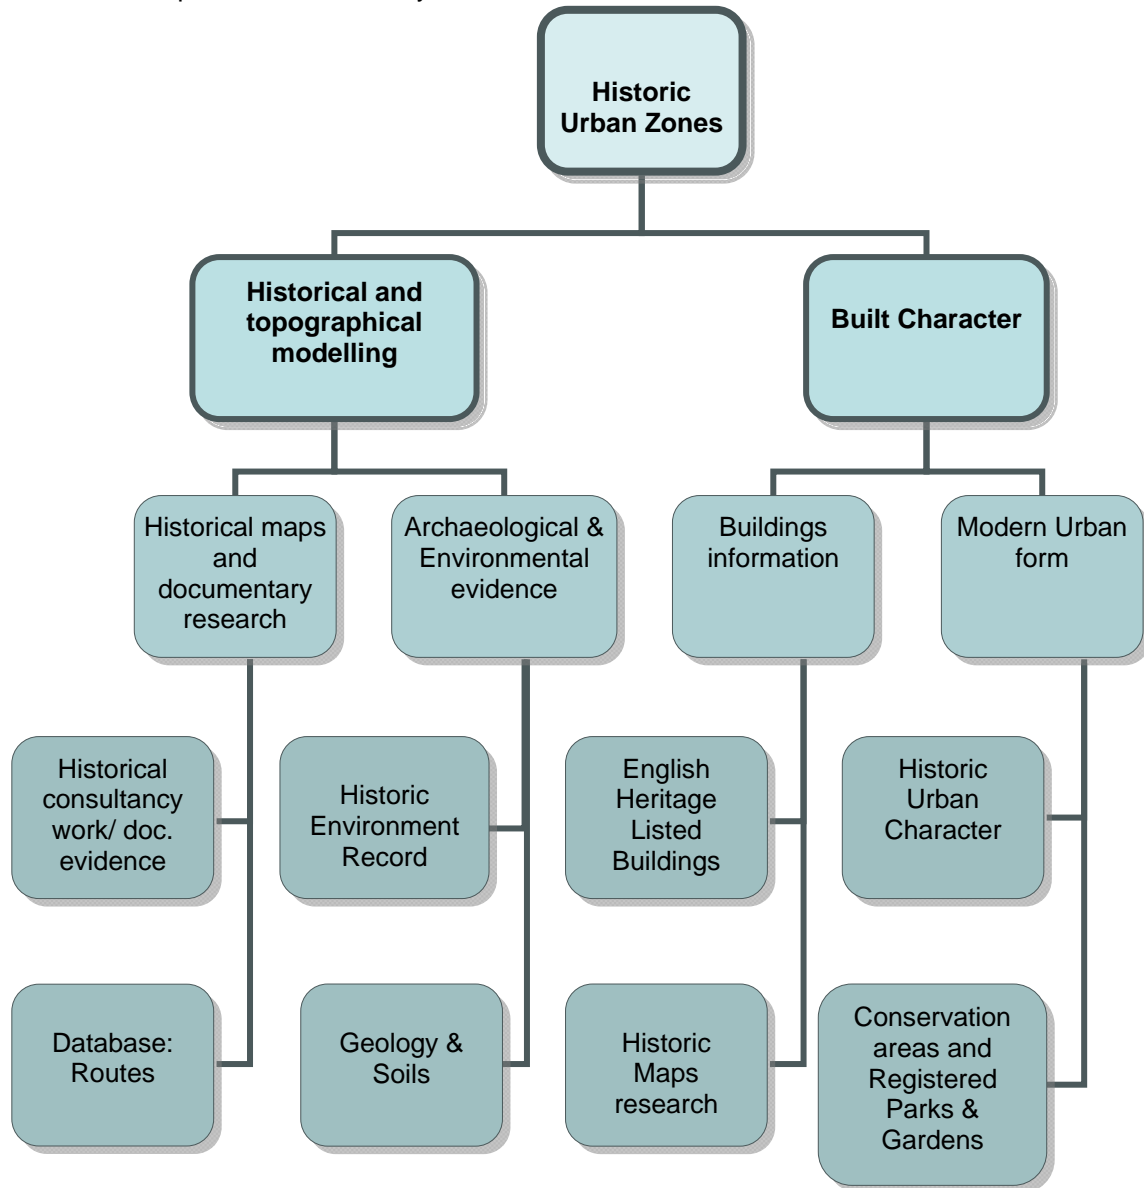 Historic
Urban Zones
Historical and
topographical
modelling
Built Character
Historical maps
and
documentary
research
Archaeological &
Environmental
evidence
Buildings
information
Modern Urban
form
Historical
consultancy
work/ doc.
evidence
Historic
Environment
Record
English
Heritage
Listed
Buildings
Historic
Urban
Character
Database:
Routes
Geology &
Soils
Historic
Maps
research
Conservation
areas and
Registered
Parks &
Gardens